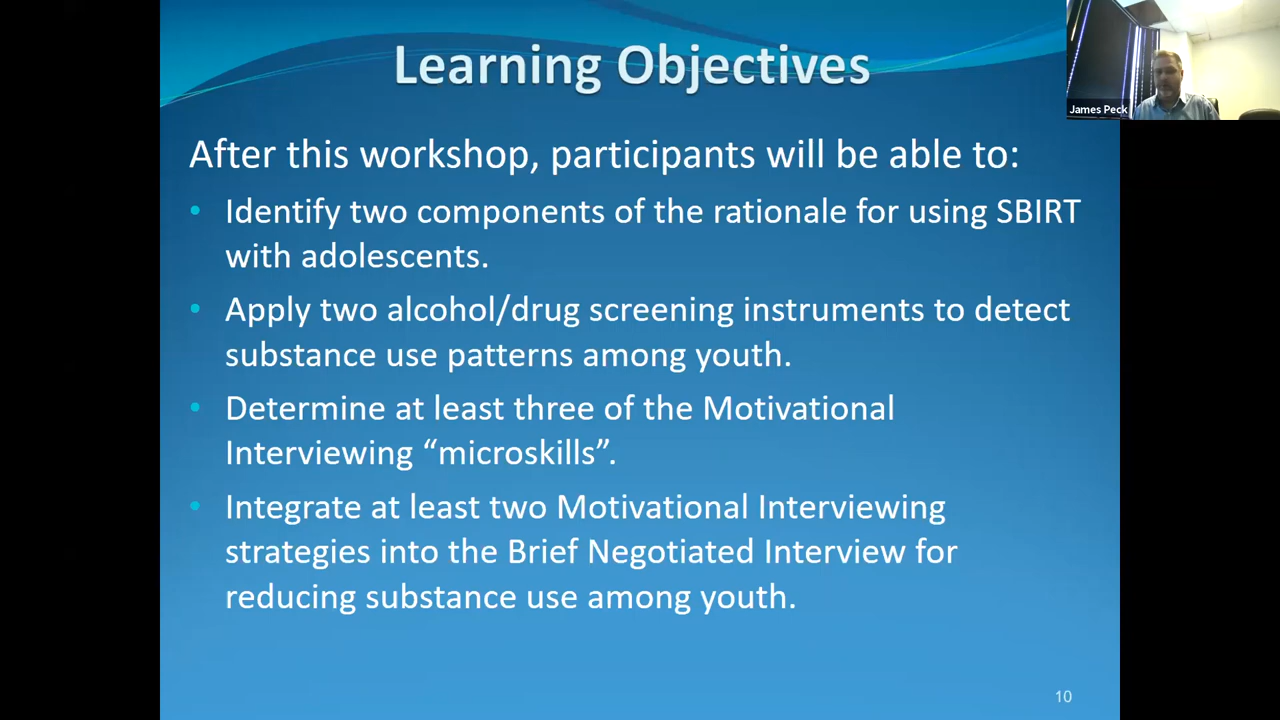 Learning Objectives
James Peck
After this workshop, participants will be able to:
• Identify two components of the rationale for using SBIRT
with adolescents.
• Apply two alcohol/drug screening instruments to detect
substance use patterns among youth.
• Determine at least three of the Motivational
Interviewing “microskills”.
• Integrate at least two Motivational Interviewing
strategies into the Brief Negotiated Interview for
reducing substance use among youth.
10